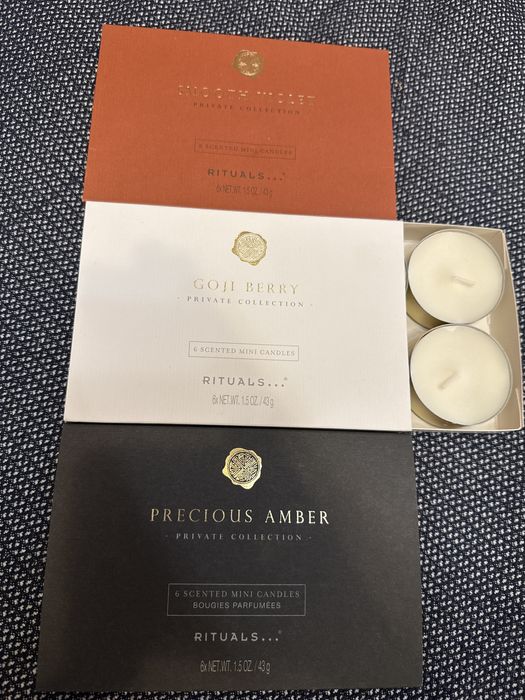 SMOOTH VIOLET
· PRIVATE COLLECTION ·
6 SCENTED MINI CANDLES
RITUALS...®
6x NET.WT. 1.5 OZ. / 43 g
GOJI BERRY
· PRIVATE COLLECTION ·
6 SCENTED MINI CANDLES
RITUALS...®
6x NET.WT. 1.5 OZ. / 43 g
PRECIOUS AMBER
· PRIVATE COLLECTION ·
6 SCENTED MINI CANDLES
BOUGIES PARFUMÉES
RITUALS...®
6x NET.WT. 1.5 OZ. / 43 g